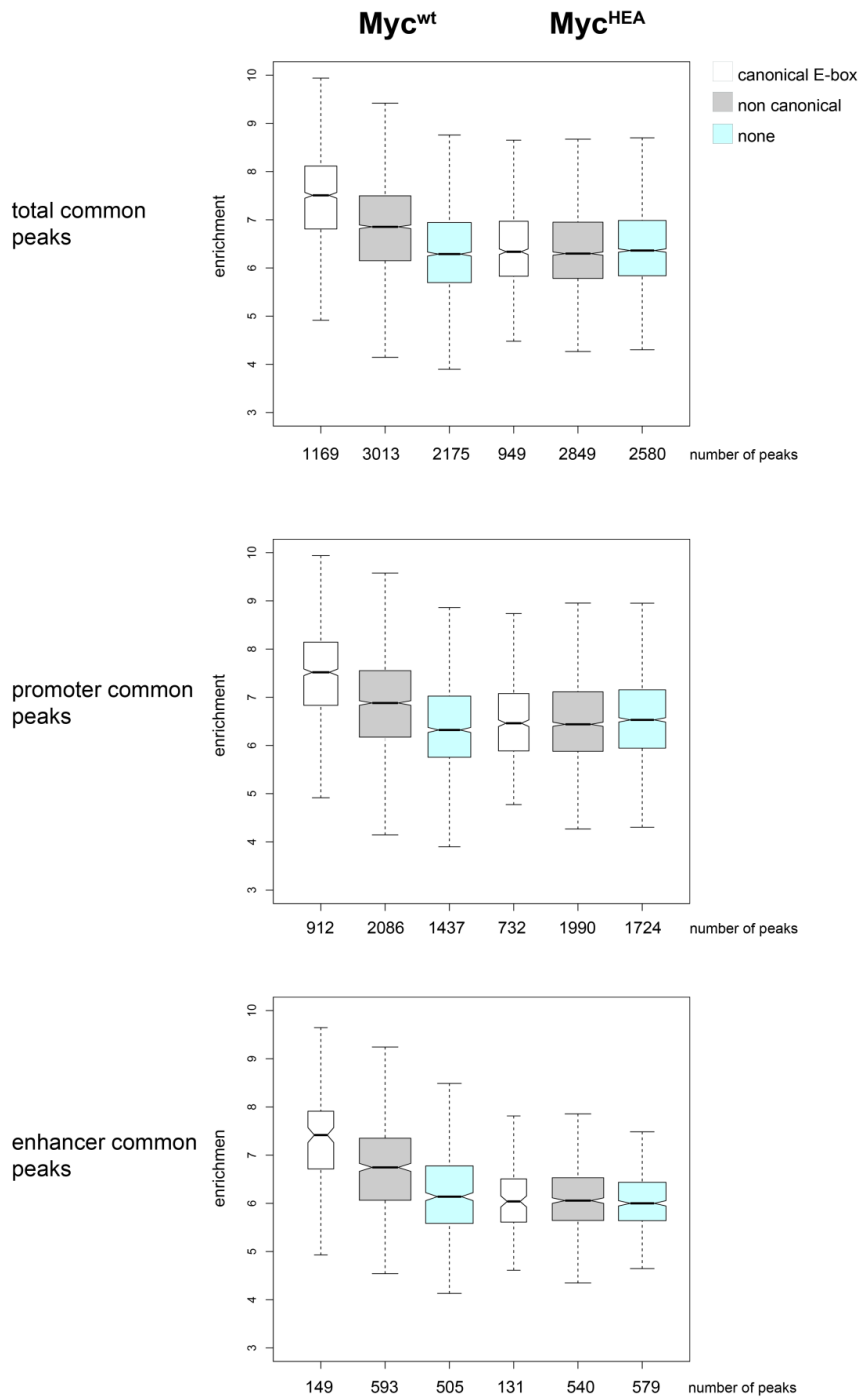 Myc^wt Myc^HEA
canonical E-box
non canonical
none
total common
peaks
enrichment
10
9
8
7
6
5
4
3
1169 3013 2175 949 2849 2580 number of peaks
promoter common
peaks
enrichment
10
9
8
7
6
5
4
3
912 2086 1437 732 1990 1724 number of peaks
enhancer common
peaks
enrichmen
10
9
8
7
6
5
4
3
149 593 505 131 540 579 number of peaks